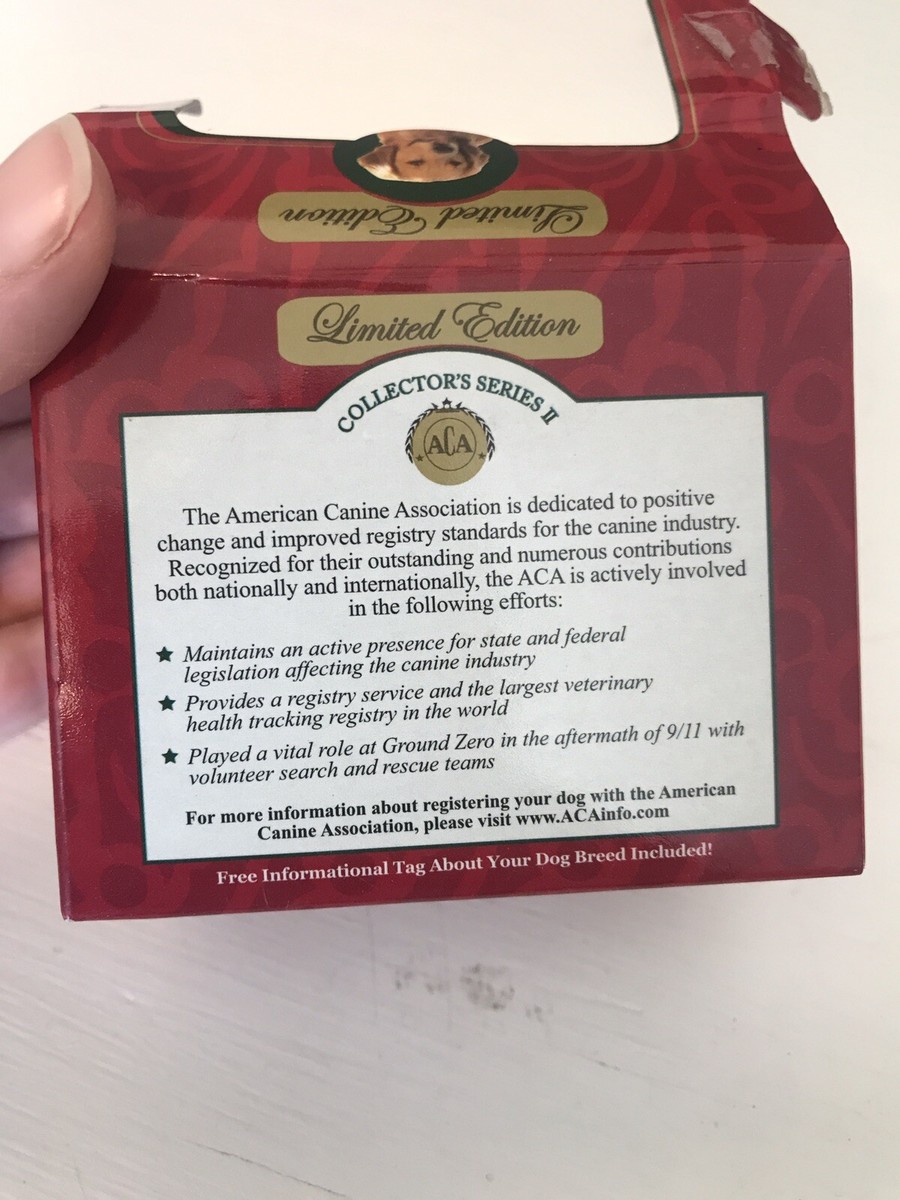 Limited Edition
Limited Edition
COLLECTOR'S SERIES II
ACA
The American Canine Association is dedicated to positive
change and improved registry standards for the canine industry.
Recognized for their outstanding and numerous contributions
both nationally and internationally, the ACA is actively involved
in the following efforts:
★ Maintains an active presence for state and federal
legislation affecting the canine industry
★ Provides a registry service and the largest veterinary
health tracking registry in the world
★ Played a vital role at Ground Zero in the aftermath of 9/11 with
volunteer search and rescue teams
For more information about registering your dog with the American
Canine Association, please visit www.ACAinfo.com
Free Informational Tag About Your Dog Breed Included!